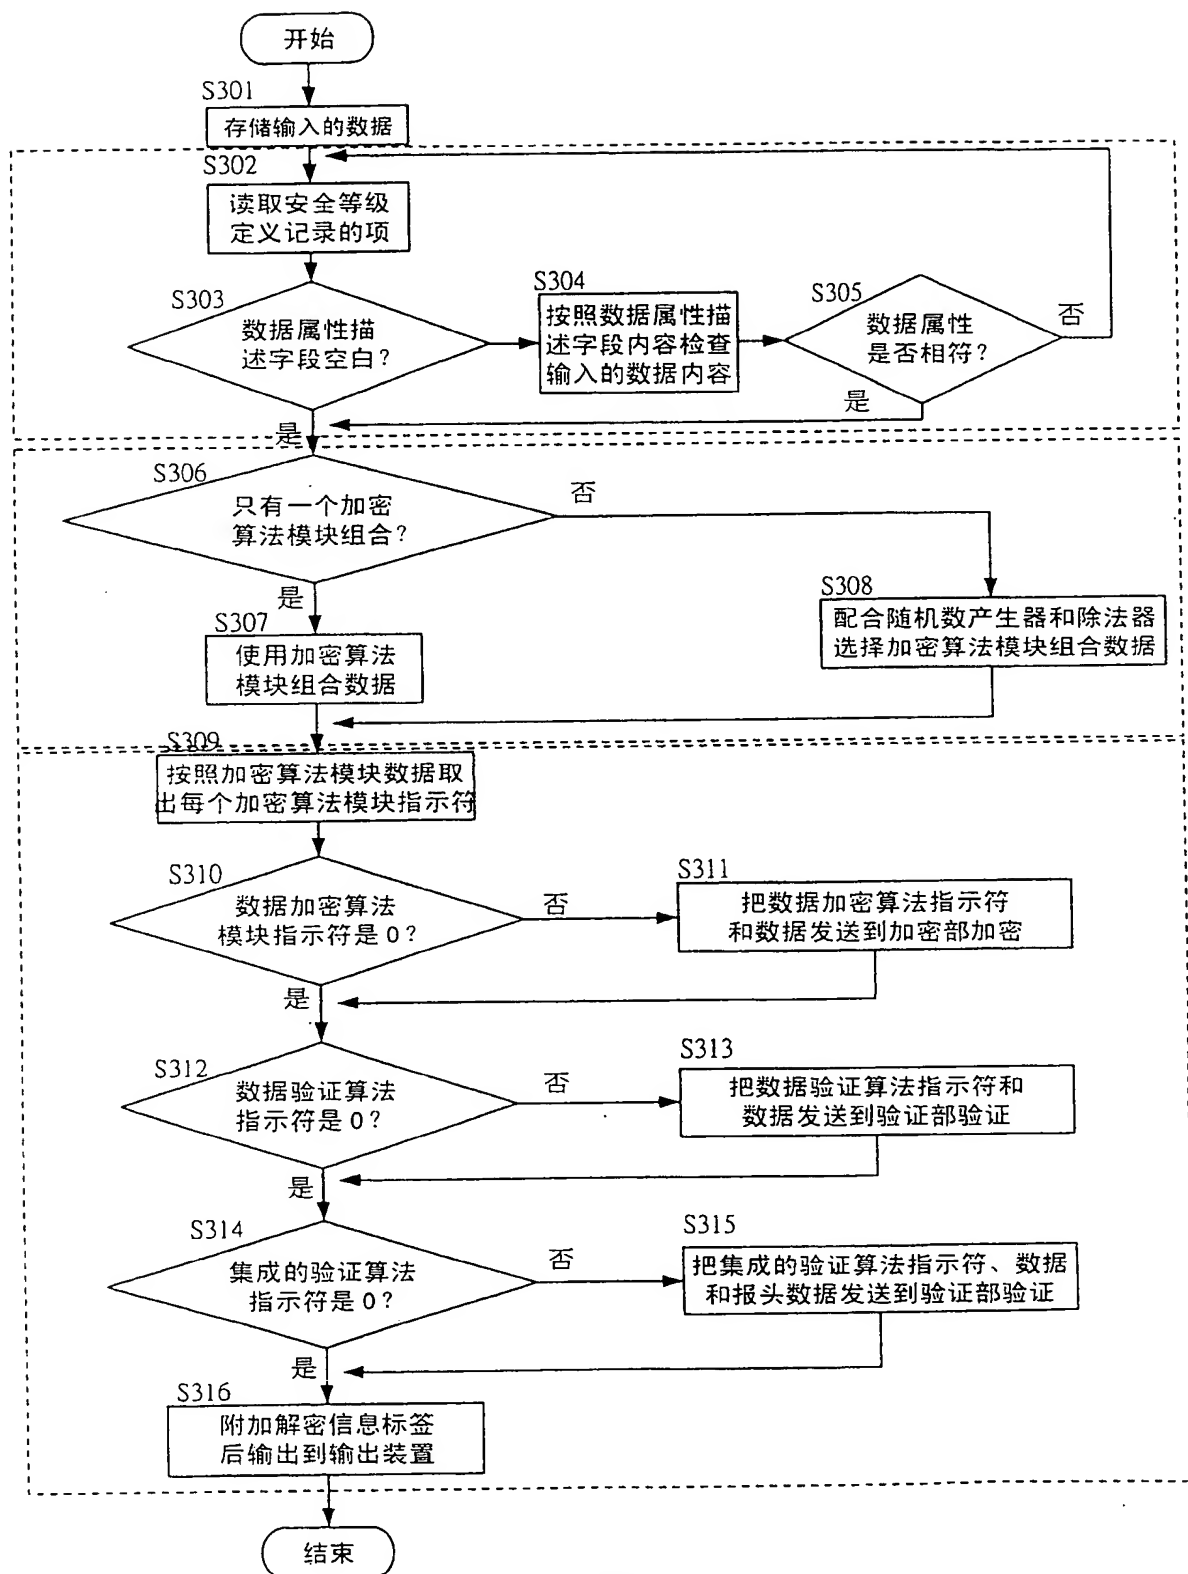 开始
S301
存储输入的数据
S302
读取安全等级
定义记录的项
S303
数据属性描
述字段空白?
S304
按照数据属性描
述字段内容检查
输入的数据内容
S305
数据属性
是否相符?
否
是
是
S306
只有一个加密
算法模块组合?
否
是
S307
使用加密算法
模块组合数据
S308
配合随机数产生器和除法器
选择加密算法模块组合数据
S309
按照加密算法模块数据取
出每个加密算法模块指示符
S310
数据加密算法
模块指示符是0?
否
S311
把数据加密算法指示符
和数据发送到加密部加密
是
S312
数据验证算法
指示符是0?
否
S313
把数据验证算法指示符和
数据发送到验证部验证
是
S314
集成的验证算法
指示符是0?
否
S315
把集成的验证算法指示符、数据
和报头数据发送到验证部验证
是
S316
附加解密信息标签
后输出到输出装置
结束